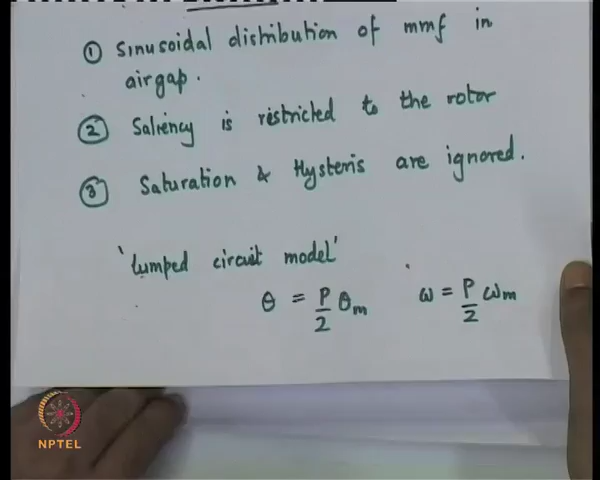 ① Sinusoidal distribution of mmf in
airgap.
② Saliency is restricted to the rotor
③ Saturation & Hysteris are ignored.
'lumped circuit model'
θ = P/2 θm ω = P/2 ωm
NPTEL